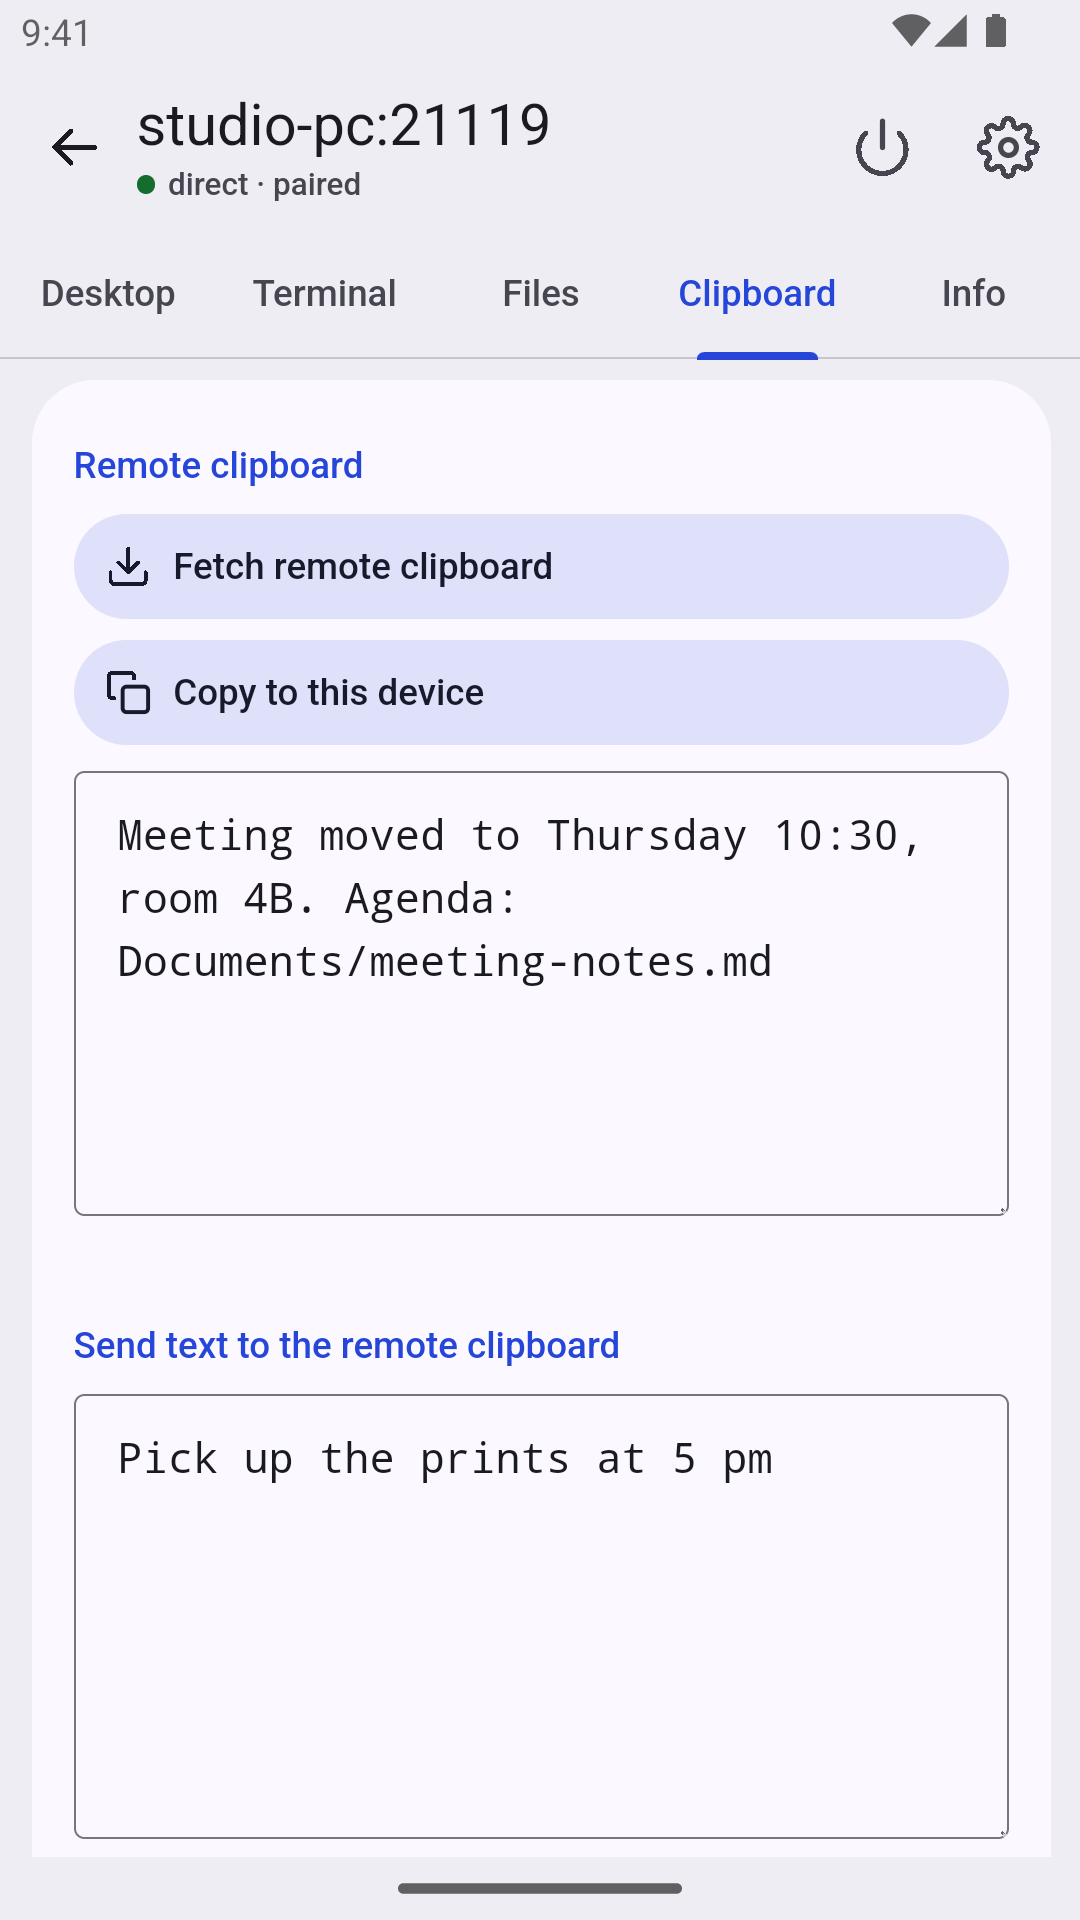 9:41
studio-pc:21119
direct · paired
Desktop Terminal Files Clipboard Info
Remote clipboard
Fetch remote clipboard
Copy to this device
Meeting moved to Thursday 10:30,
room 4B. Agenda:
Documents/meeting-notes.md
Send text to the remote clipboard
Pick up the prints at 5 pm